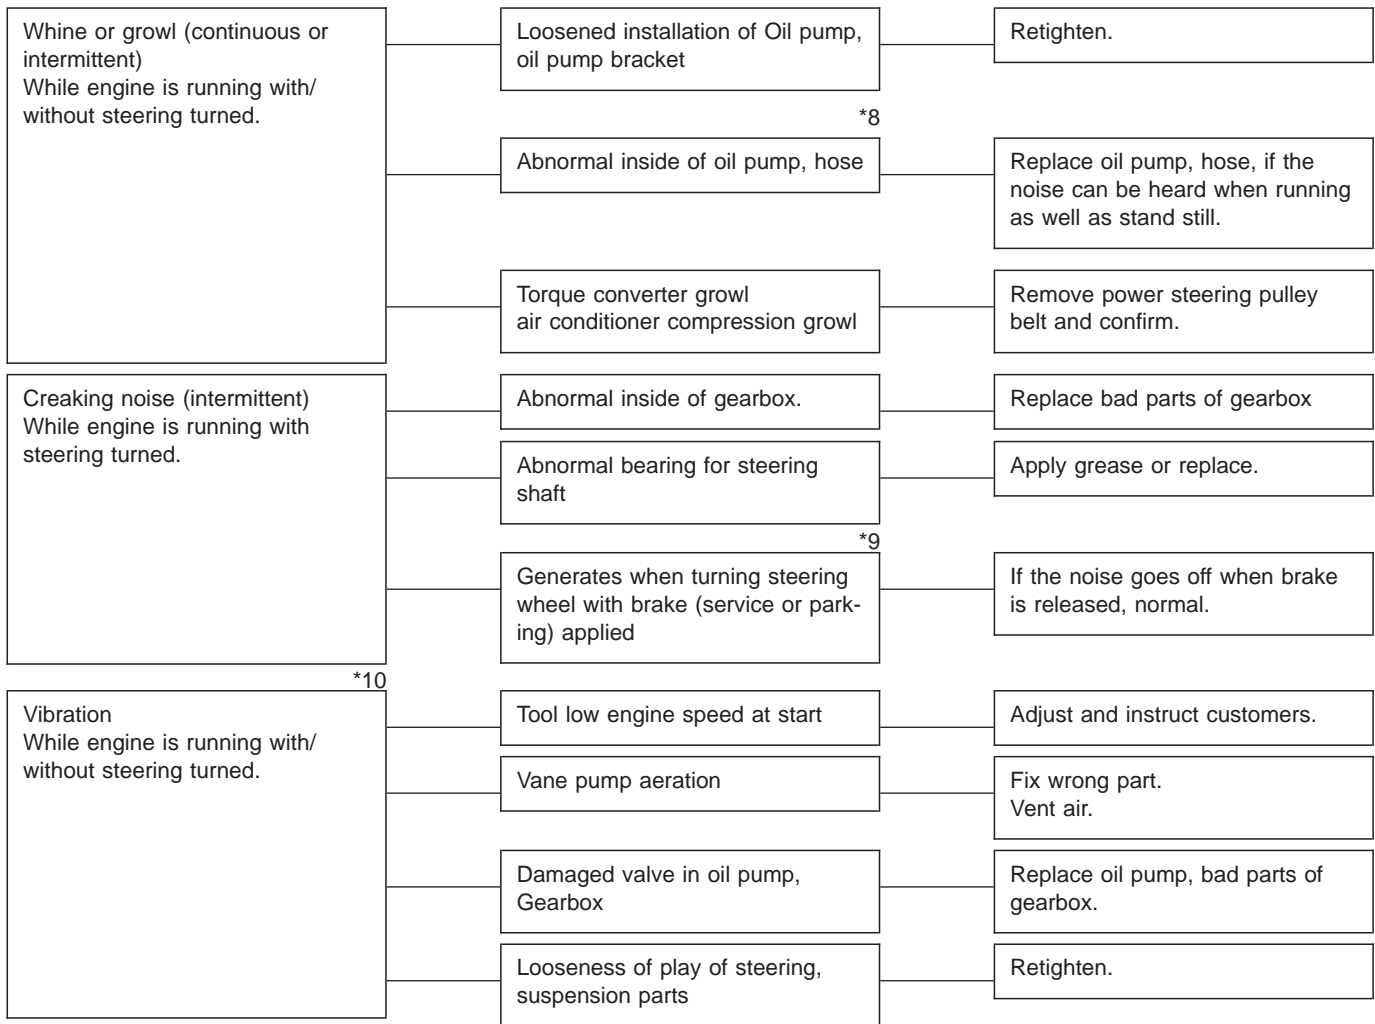 Whine or growl (continuous or
intermittent)
While engine is running with/
without steering turned.
Loosened installation of Oil pump,
oil pump bracket
Retighten.
*8
Abnormal inside of oil pump, hose
Replace oil pump, hose, if the
noise can be heard when running
as well as stand still.
Torque converter growl
air conditioner compression growl
Remove power steering pulley
belt and confirm.
Creaking noise (intermittent)
While engine is running with
steering turned.
Abnormal inside of gearbox.
Replace bad parts of gearbox
Abnormal bearing for steering
shaft
Apply grease or replace.
*9
Generates when turning steering
wheel with brake (service or park-
ing) applied
If the noise goes off when brake
is released, normal.
*10
Vibration
While engine is running with/
without steering turned.
Tool low engine speed at start
Adjust and instruct customers.
Vane pump aeration
Fix wrong part.
Vent air.
Damaged valve in oil pump,
Gearbox
Replace oil pump, bad parts of
gearbox.
Looseness of play of steering,
suspension parts
Retighten.